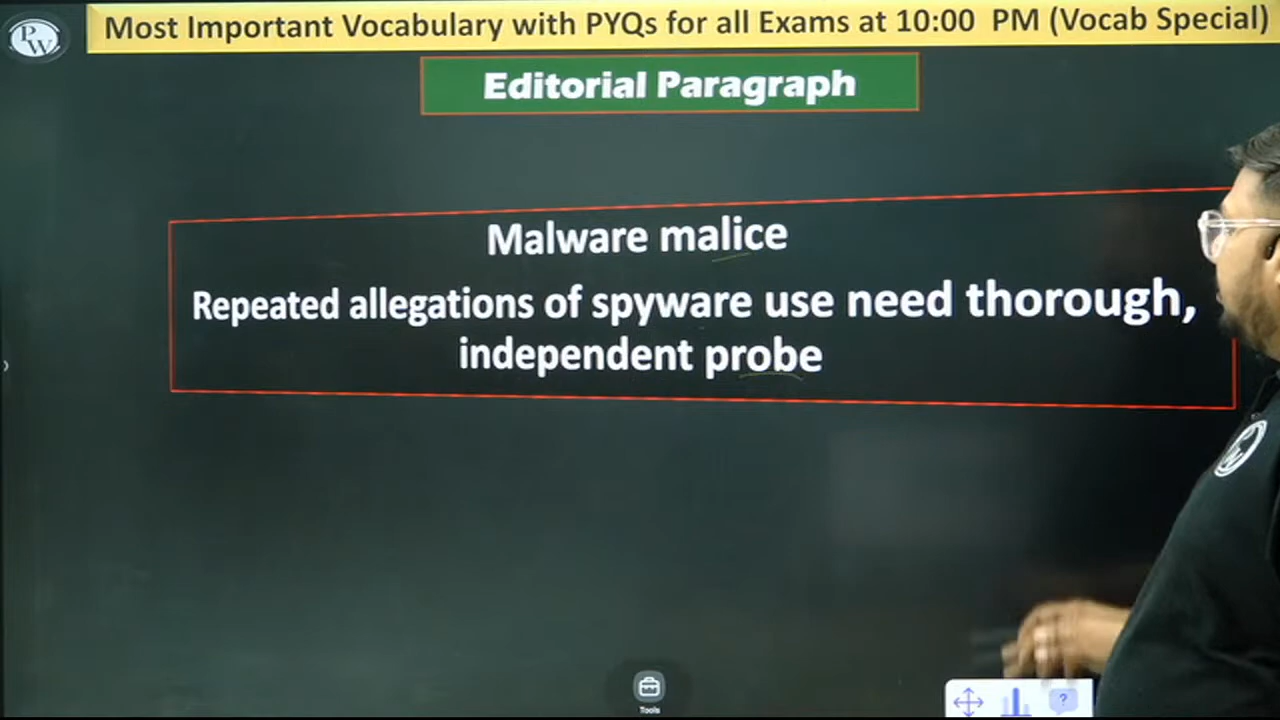 PW
Most Important Vocabulary with PYQs for all Exams at 10:00 PM (Vocab Special)
Editorial Paragraph
Malware malice
Repeated allegations of spyware use need thorough,
independent probe
Tools
?